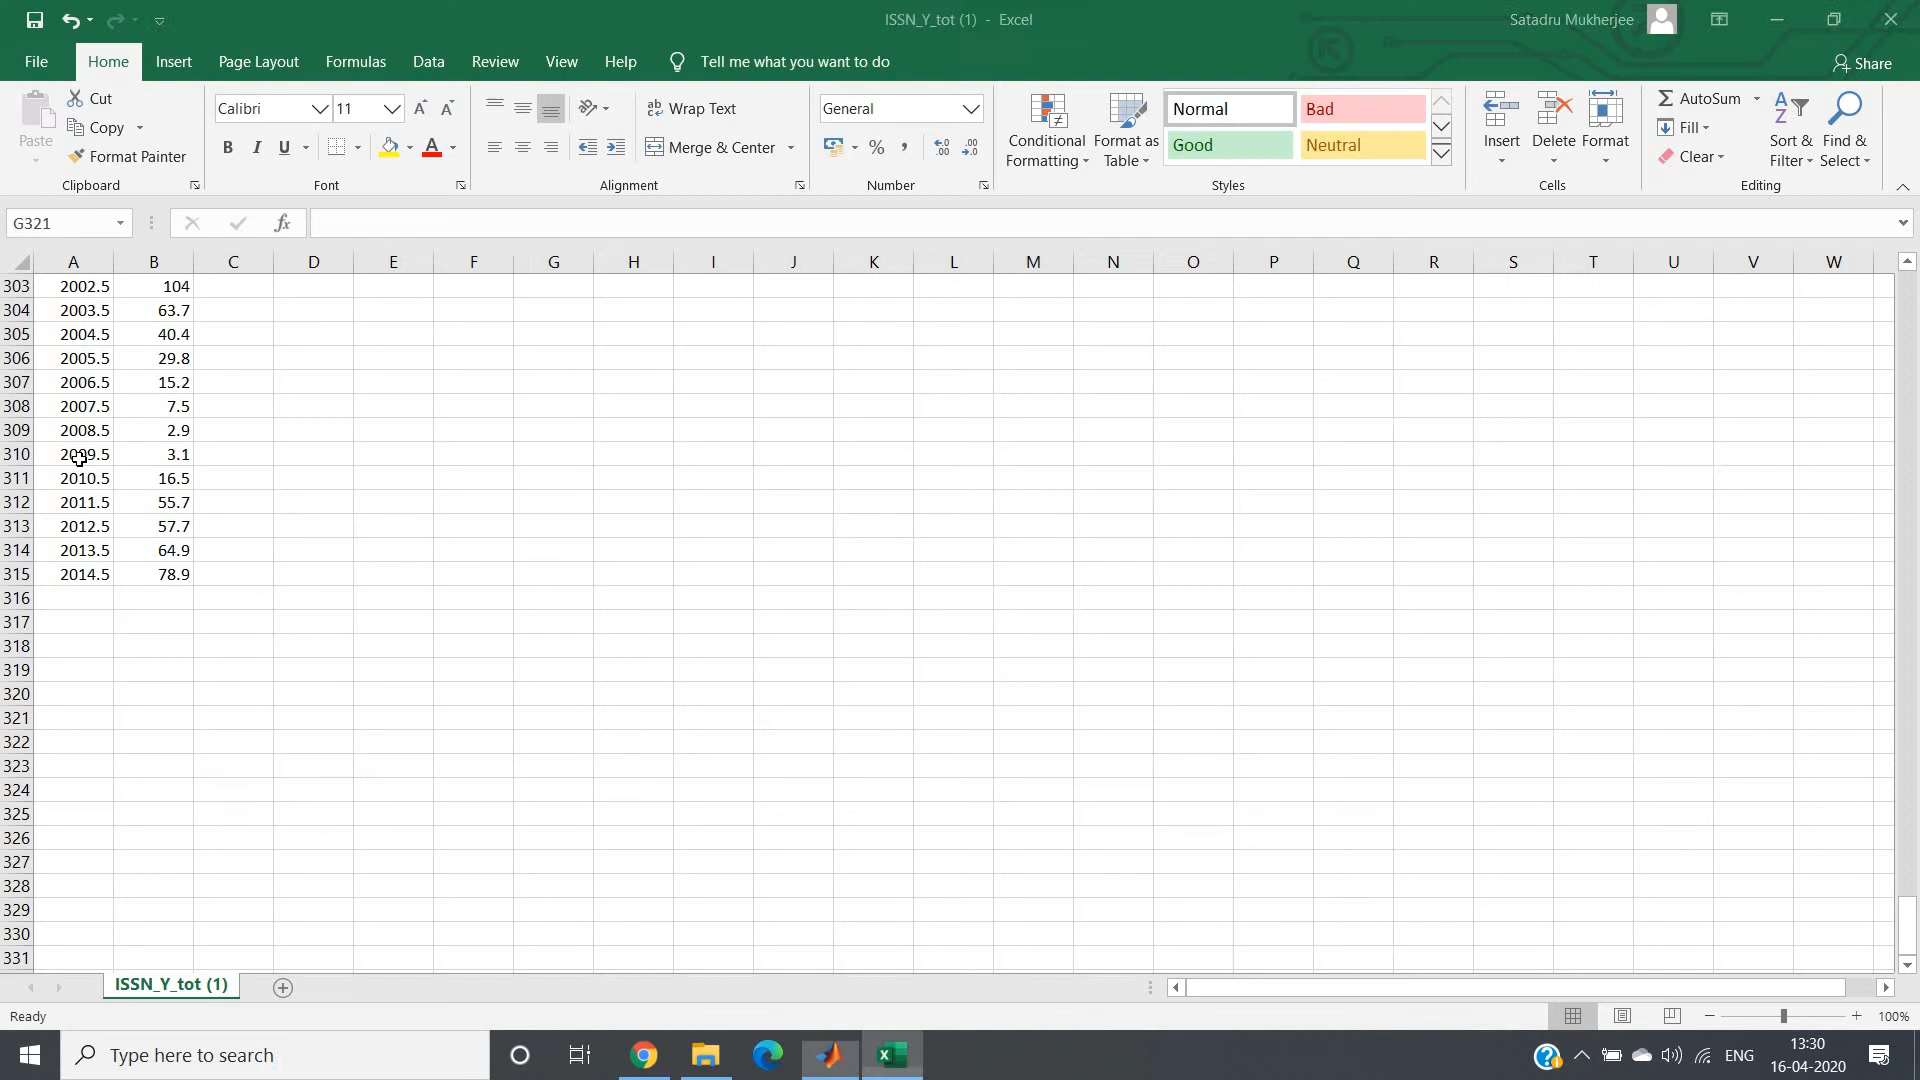 ISSN_Y_tot (1) - Excel
Satadru Mukherjee
File Home Insert Page Layout Formulas Data Review View Help Tell me what you want to do Share
Paste
Cut
Copy
Format Painter
Clipboard
Calibri 11
B I U
Font
Wrap Text
Merge & Center
Alignment
General
Number
Conditional Formatting
Format as Table
Normal Bad
Good Neutral
Styles
Insert Delete Format
Cells
AutoSum
Fill
Clear
Sort & Filter
Find & Select
Editing
G321
fx
A B C D E F G H I J K L M N O P Q R S T U V W
303 2002.5 104
304 2003.5 63.7
305 2004.5 40.4
306 2005.5 29.8
307 2006.5 15.2
308 2007.5 7.5
309 2008.5 2.9
310 2009.5 3.1
311 2010.5 16.5
312 2011.5 55.7
313 2012.5 57.7
314 2013.5 64.9
315 2014.5 78.9
316
317
318
319
320
321
322
323
324
325
326
327
328
329
330
331
ISSN_Y_tot (1)
Ready
100%
Type here to search
ENG
13:30
16-04-2020